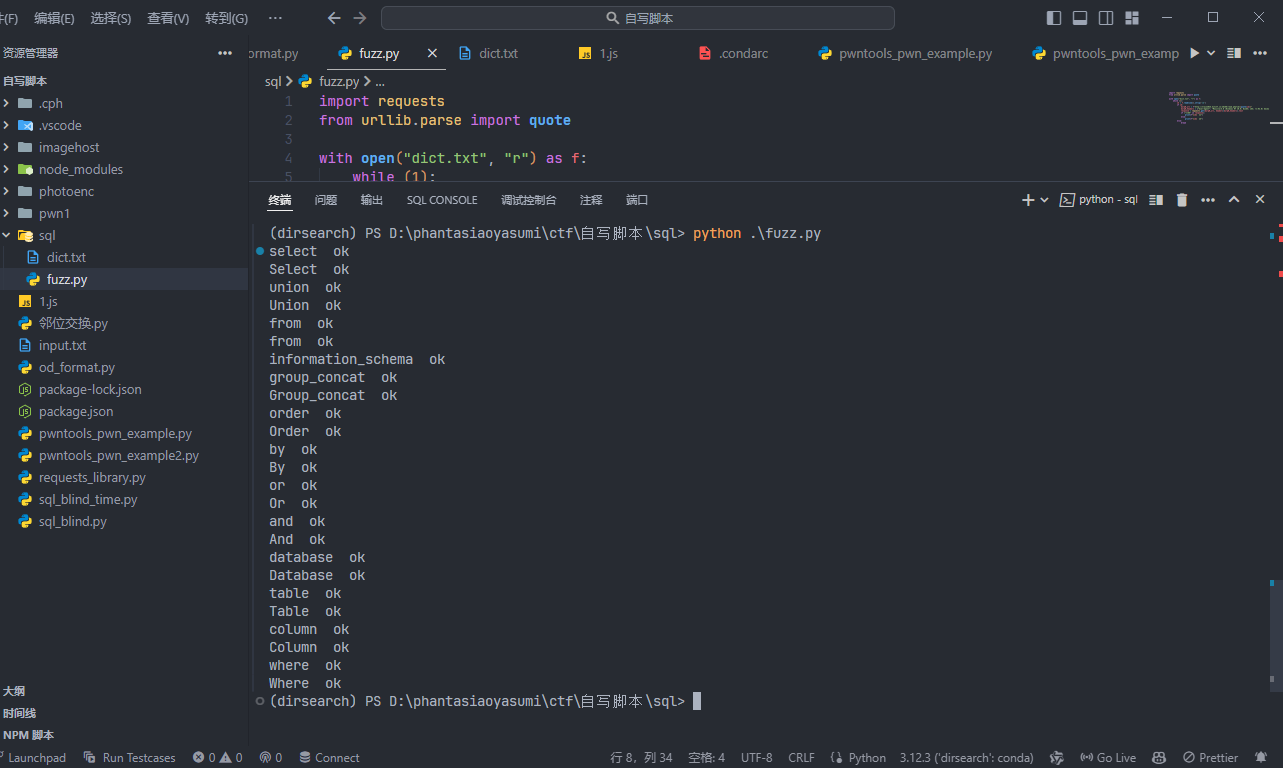 件(F) 编辑(E) 选择(S) 查看(V) 转到(G) ··· 自写脚本
资源管理器 ···
ormat.py fuzz.py dict.txt 1.js .condarc pwntools_pwn_example.py pwntools_pwn_examp
自写脚本
.cph
.vscode
imagehost
node_modules
photoenc
pwn1
sql
dict.txt
fuzz.py
1.js
邻位交换.py
input.txt
od_format.py
package-lock.json
package.json
pwntools_pwn_example.py
pwntools_pwn_example2.py
requests_library.py
sql_blind_time.py
sql_blind.py
大纲
时间线
NPM 脚本
sql > fuzz.py > ...
1 import requests
2 from urllib.parse import quote
3
4 with open("dict.txt", "r") as f:
5 while (1):
终端 问题 输出 SQL CONSOLE 调试控制台 注释 端口
python - sql
(dirsearch) PS D:\phantasiaoyasumi\ctf\自写脚本\sql> python .\fuzz.py
select ok
Select ok
union ok
Union ok
from ok
from ok
information_schema ok
group_concat ok
Group_concat ok
order ok
Order ok
by ok
By ok
or ok
Or ok
and ok
And ok
database ok
Database ok
table ok
Table ok
column ok
Column ok
where ok
Where ok
(dirsearch) PS D:\phantasiaoyasumi\ctf\自写脚本\sql>
Launchpad Run Testcases 0 0 0 Connect 行 8，列 34 空格: 4 UTF-8 CRLF Python 3.12.3 ('dirsearch': conda) Go Live Prettier